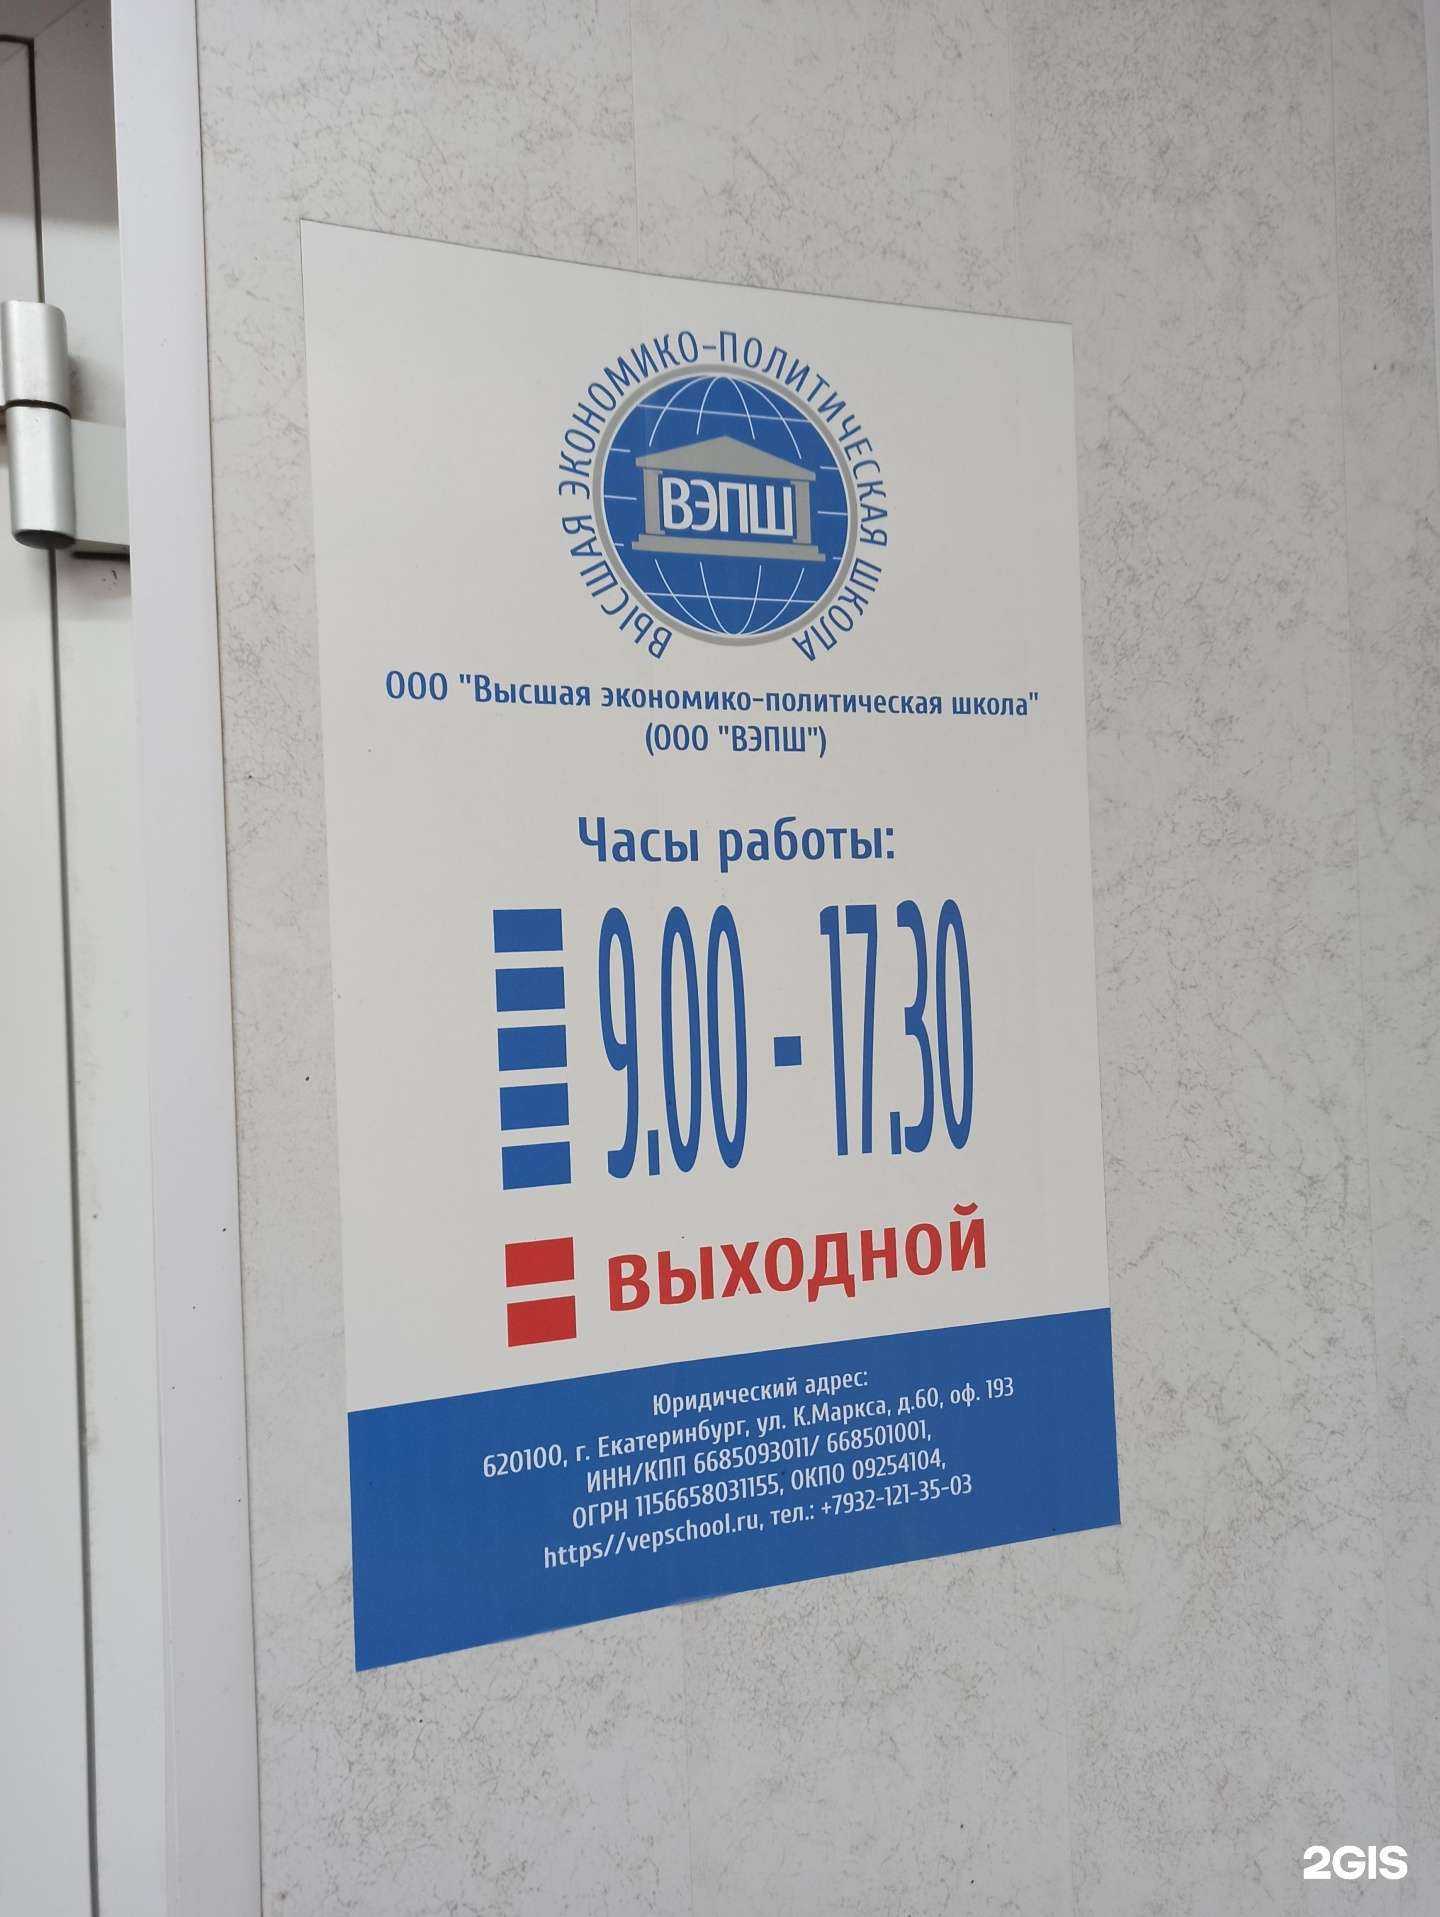 ВЫСШАЯ ЭКОНОМИКО-ПОЛИТИЧЕСКАЯ ШКОЛА
ВЭПШ
ООО "Высшая экономико-политическая школа"
(ООО "ВЭПШ")
Часы работы:
9.00 - 17.30
ВЫХОДНОЙ
Юридический адрес:
620100, г. Екатеринбург, ул. К.Маркса, д.60, оф. 193
ИНН/КПП 6685093011/ 668501001,
ОГРН 1156658031155, ОКПО 09254104,
https//vepschool.ru, тел.: +7932-121-35-03
2GIS